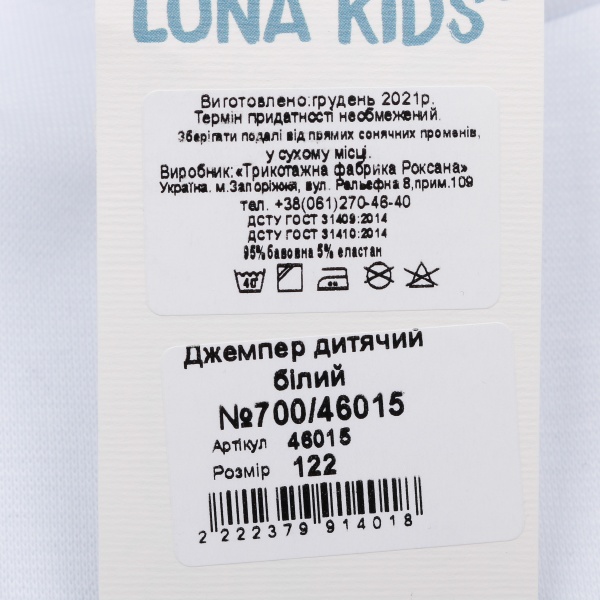 LUNA KIDS
Виготовлено:грудень 2021р.
Термін придатності необмежений.
Зберігати подалі від прямих сонячних променів,
у сухому місці.
Виробник:«Трикотажна фабрика Роксана»
Україна. м.Запоріжжя, вул. Рельєфна 8,прим.109
тел. +38(061)270-46-40
ДСТУ ГОСТ 31409:2014
ДСТУ ГОСТ 31410:2014
95%бавовна 5% еластан
40
Джемпер дитячий
білий
№700/46015
Артікул 46015
Розмір 122
2 222379 914018